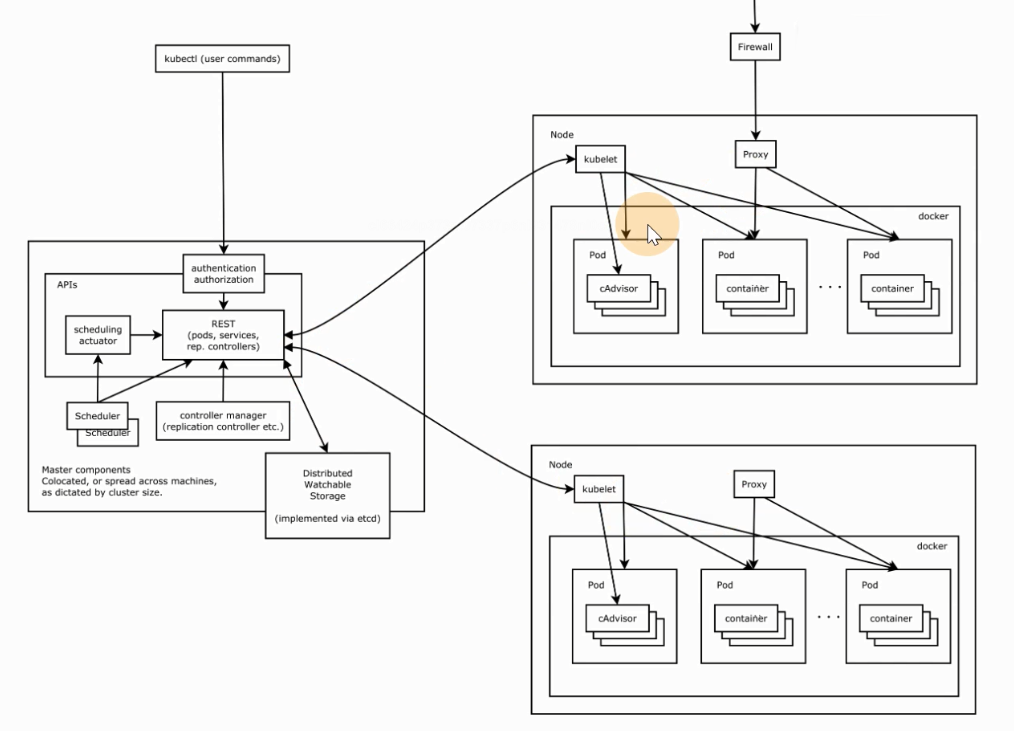 Firewall
kubectl (user commands)
Node
kubelet
Proxy
docker
Pod
Pod
Pod
cAdvisor
container
. . .
container
authentication
authorization
APIs
REST
(pods, services,
rep. controllers)
scheduling
actuator
Scheduler
Scheduler
controller manager
(replication controller etc.)
Master components
Colocated, or spread across machines,
as dictated by cluster size.
Distributed
Watchable
Storage
(implemented via etcd)
Node
kubelet
Proxy
docker
Pod
Pod
Pod
cAdvisor
container
. . .
container